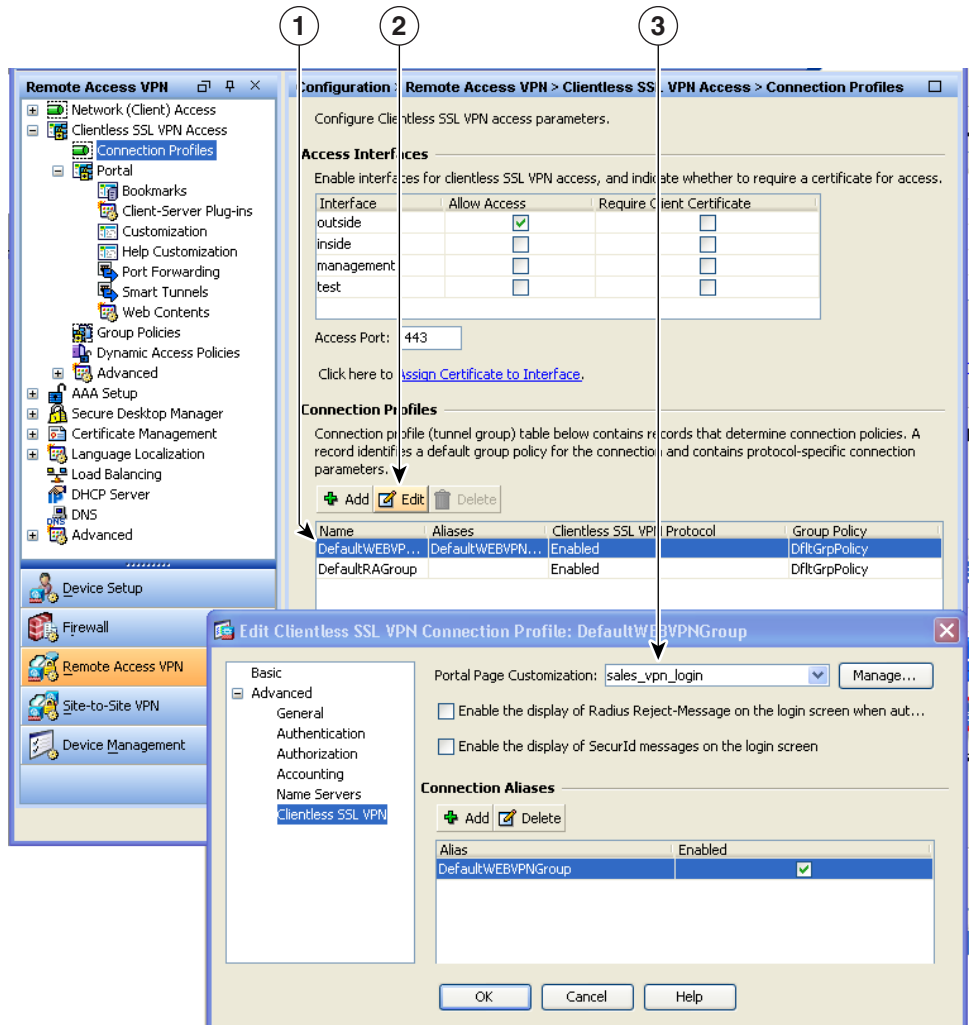 1 2 3
Remote Access VPN
Network (Client) Access
Clientless SSL VPN Access
Connection Profiles
Portal
Bookmarks
Client-Server Plug-ins
Customization
Help Customization
Port Forwarding
Smart Tunnels
Web Contents
Group Policies
Dynamic Access Policies
Advanced
AAA Setup
Secure Desktop Manager
Certificate Management
Language Localization
Load Balancing
DHCP Server
DNS
Advanced
Device Setup
Firewall
Remote Access VPN
Site-to-Site VPN
Device Management
Configuration > Remote Access VPN > Clientless SSL VPN Access > Connection Profiles
Configure Clientless SSL VPN access parameters.
Access Interfaces
Enable interfaces for clientless SSL VPN access, and indicate whether to require a certificate for access.
Interface Allow Access Require Client Certificate
outside
inside
management
test
Access Port: 443
Click here to Assign Certificate to Interface.
Connection Profiles
Connection profile (tunnel group) table below contains records that determine connection policies. A
record identifies a default group policy for the connection and contains protocol-specific connection
parameters.
Add Edit Delete
Name Aliases Clientless SSL VPN Protocol Group Policy
DefaultWEBVP... DefaultWEBVPN... Enabled DfltGrpPolicy
DefaultRAGroup Enabled DfltGrpPolicy
Edit Clientless SSL VPN Connection Profile: DefaultWEBVPNGroup
Basic
Advanced
General
Authentication
Authorization
Accounting
Name Servers
Clientless SSL VPN
Portal Page Customization: sales_vpn_login Manage...
Enable the display of Radius Reject-Message on the login screen when aut...
Enable the display of SecurId messages on the login screen
Connection Aliases
Add Delete
Alias Enabled
DefaultWEBVPNGroup
OK Cancel Help